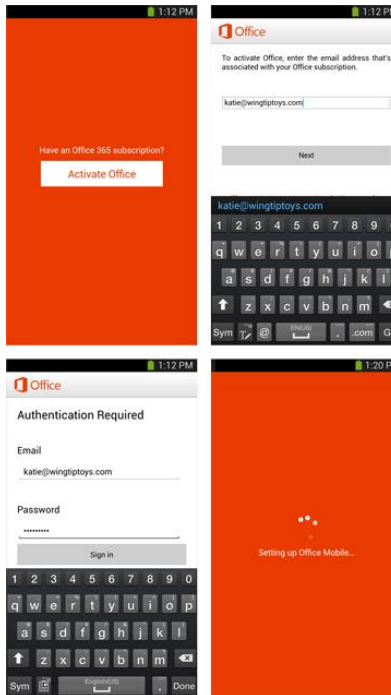 1:12 PM
Have an Office 365 subscription?
Activate Office
1:12 PM
Office
To activate Office, enter the email address that's
associated with your Office subscription.
katie@wingtiptoys.com
Next
katie@wingtiptoys.com
1 2 3 4 5 6 7 8 9
q w e r t y u i o
a s d f g h j k l
z x c v b n m
Sym @ EN(US) . .com
1:12 PM
Office
Authentication Required
Email
katie@wingtiptoys.com
Password
Sign in
1 2 3 4 5 6 7 8 9 0
q w e r t y u i o p
a s d f g h j k l
z x c v b n m
Sym English(US) . Done
1:20 P
Setting up Office Mobile...